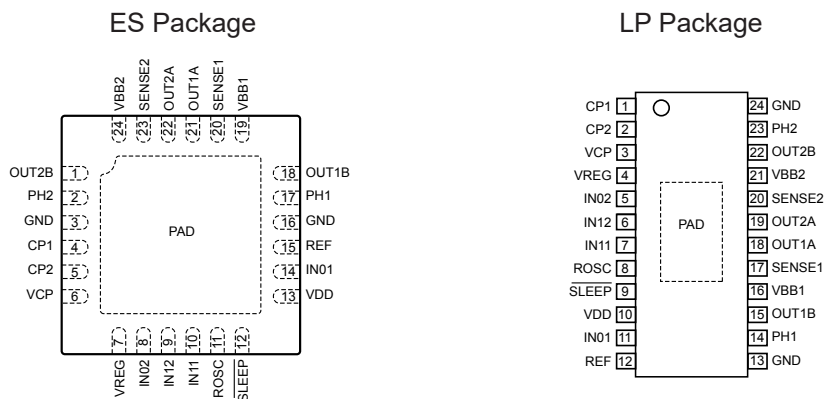 ES Package
LP Package
24 VBB2
23 SENSE2
22 OUT2A
21 OUT1A
20 SENSE1
19 VBB1
OUT2B 1
PH2 2
GND 3
CP1 4
CP2 5
VCP 6
PAD
18 OUT1B
17 PH1
16 GND
15 REF
14 IN01
13 VDD
VREG 7
IN02 8
IN12 9
IN11 10
ROSC 11
SLEEP 12
CP1 1
CP2 2
VCP 3
VREG 4
IN02 5
IN12 6
IN11 7
ROSC 8
SLEEP 9
VDD 10
IN01 11
REF 12
PAD
24 GND
23 PH2
22 OUT2B
21 VBB2
20 SENSE2
19 OUT2A
18 OUT1A
17 SENSE1
16 VBB1
15 OUT1B
14 PH1
13 GND